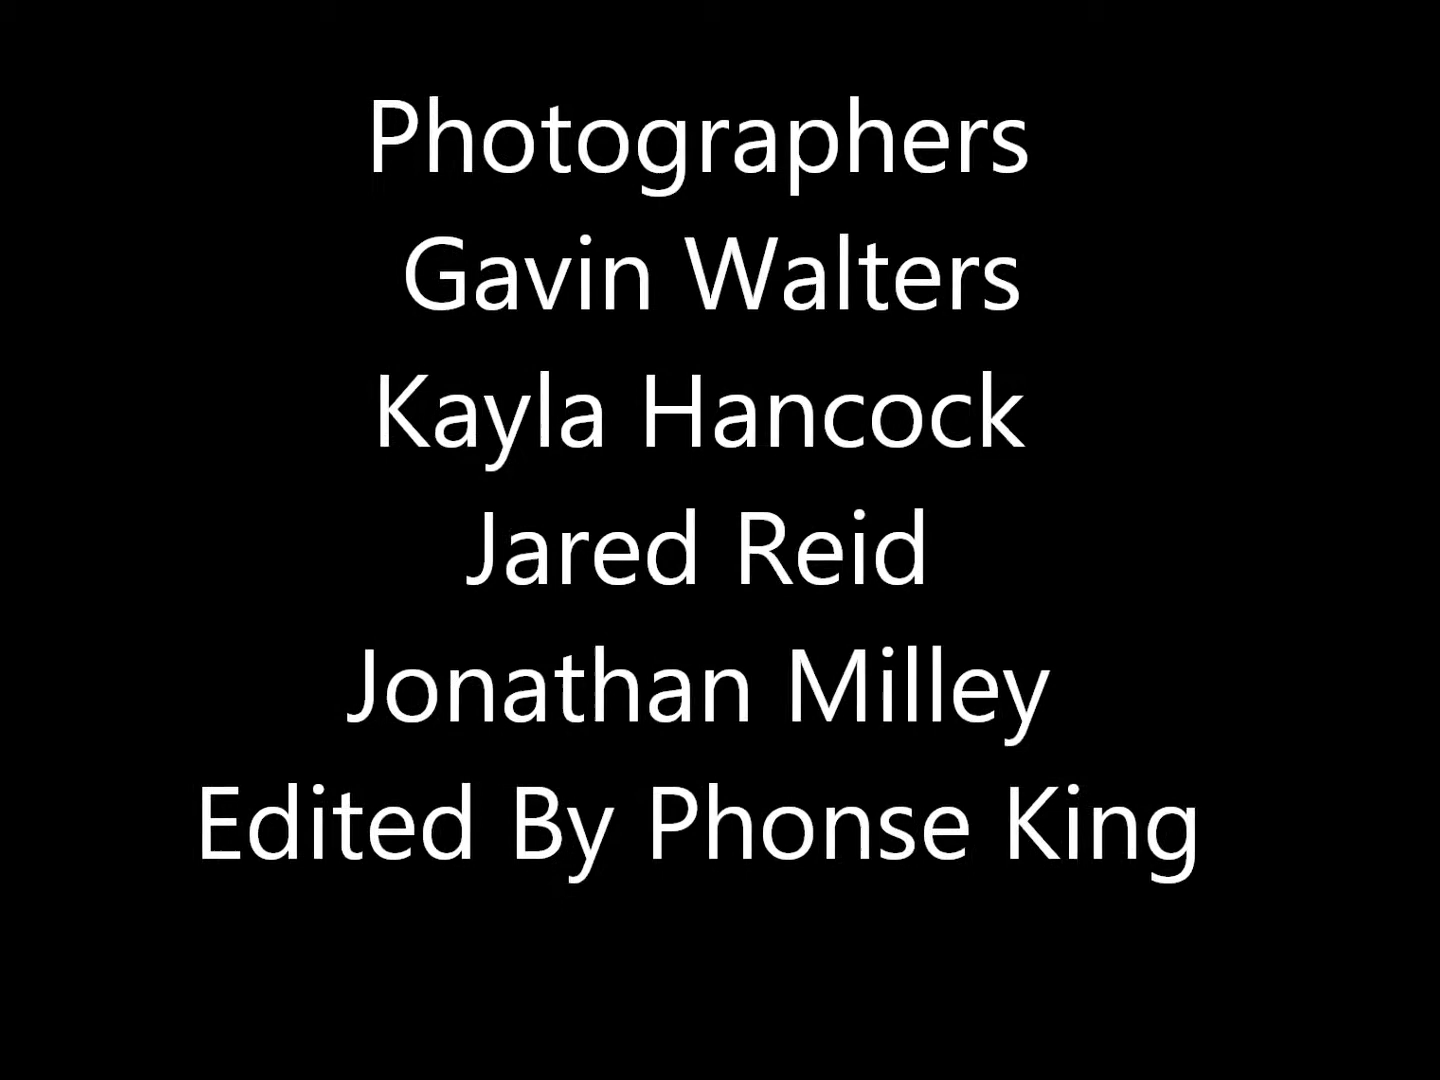 Photographers
Gavin Walters
Kayla Hancock
Jared Reid
Jonathan Milley
Edited By Phonse King